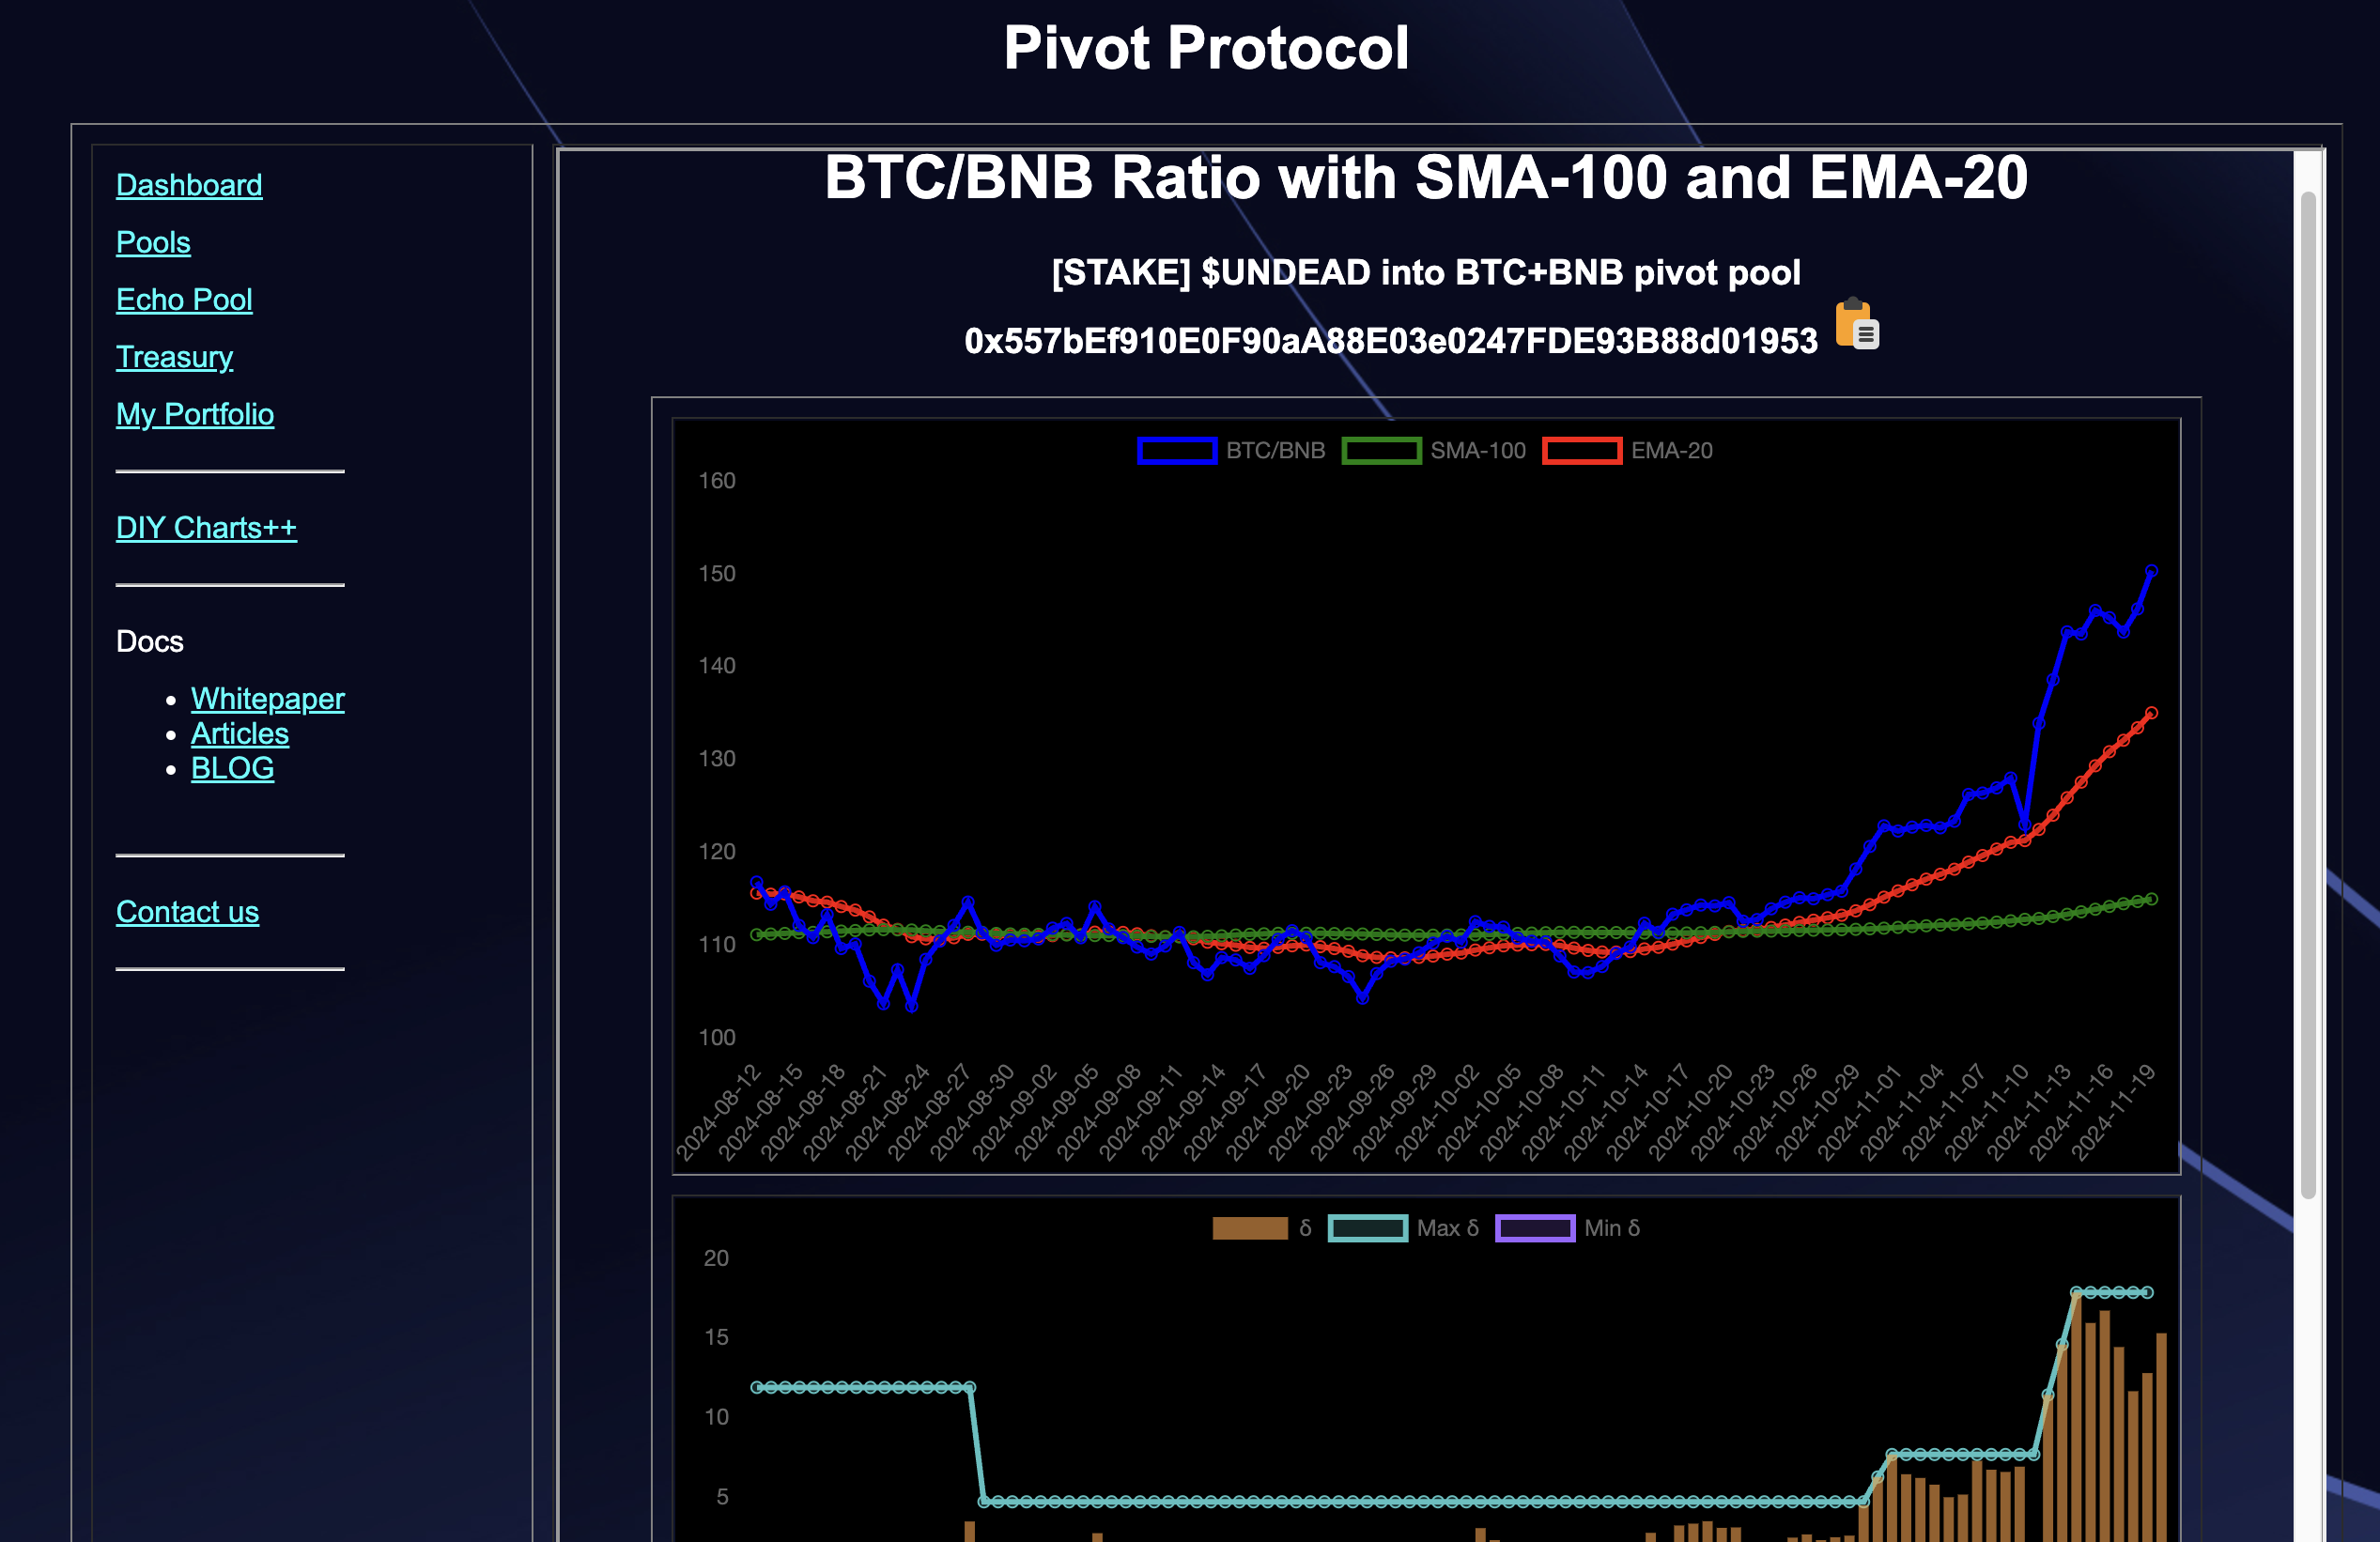 Pivot Protocol
Dashboard
Pools
Echo Pool
Treasury
My Portfolio
DIY Charts++
Docs
Whitepaper
Articles
BLOG
Contact us
BTC/BNB Ratio with SMA-100 and EMA-20
[STAKE] $UNDEAD into BTC+BNB pivot pool
0x557bEf910E0F90aA88E03e0247FDE93B88d01953
BTC/BNB SMA-100 EMA-20
160
150
140
130
120
110
100
2024-08-12 2024-08-15 2024-08-18 2024-08-21 2024-08-24 2024-08-27 2024-08-30 2024-09-02 2024-09-05 2024-09-08 2024-09-11 2024-09-14 2024-09-17 2024-09-20 2024-09-23 2024-09-26 2024-09-29 2024-10-02 2024-10-05 2024-10-08 2024-10-11 2024-10-14 2024-10-17 2024-10-20 2024-10-23 2024-10-26 2024-10-29 2024-11-01 2024-11-04 2024-11-07 2024-11-10 2024-11-13 2024-11-16 2024-11-19
δ Max δ Min δ
20
15
10
5